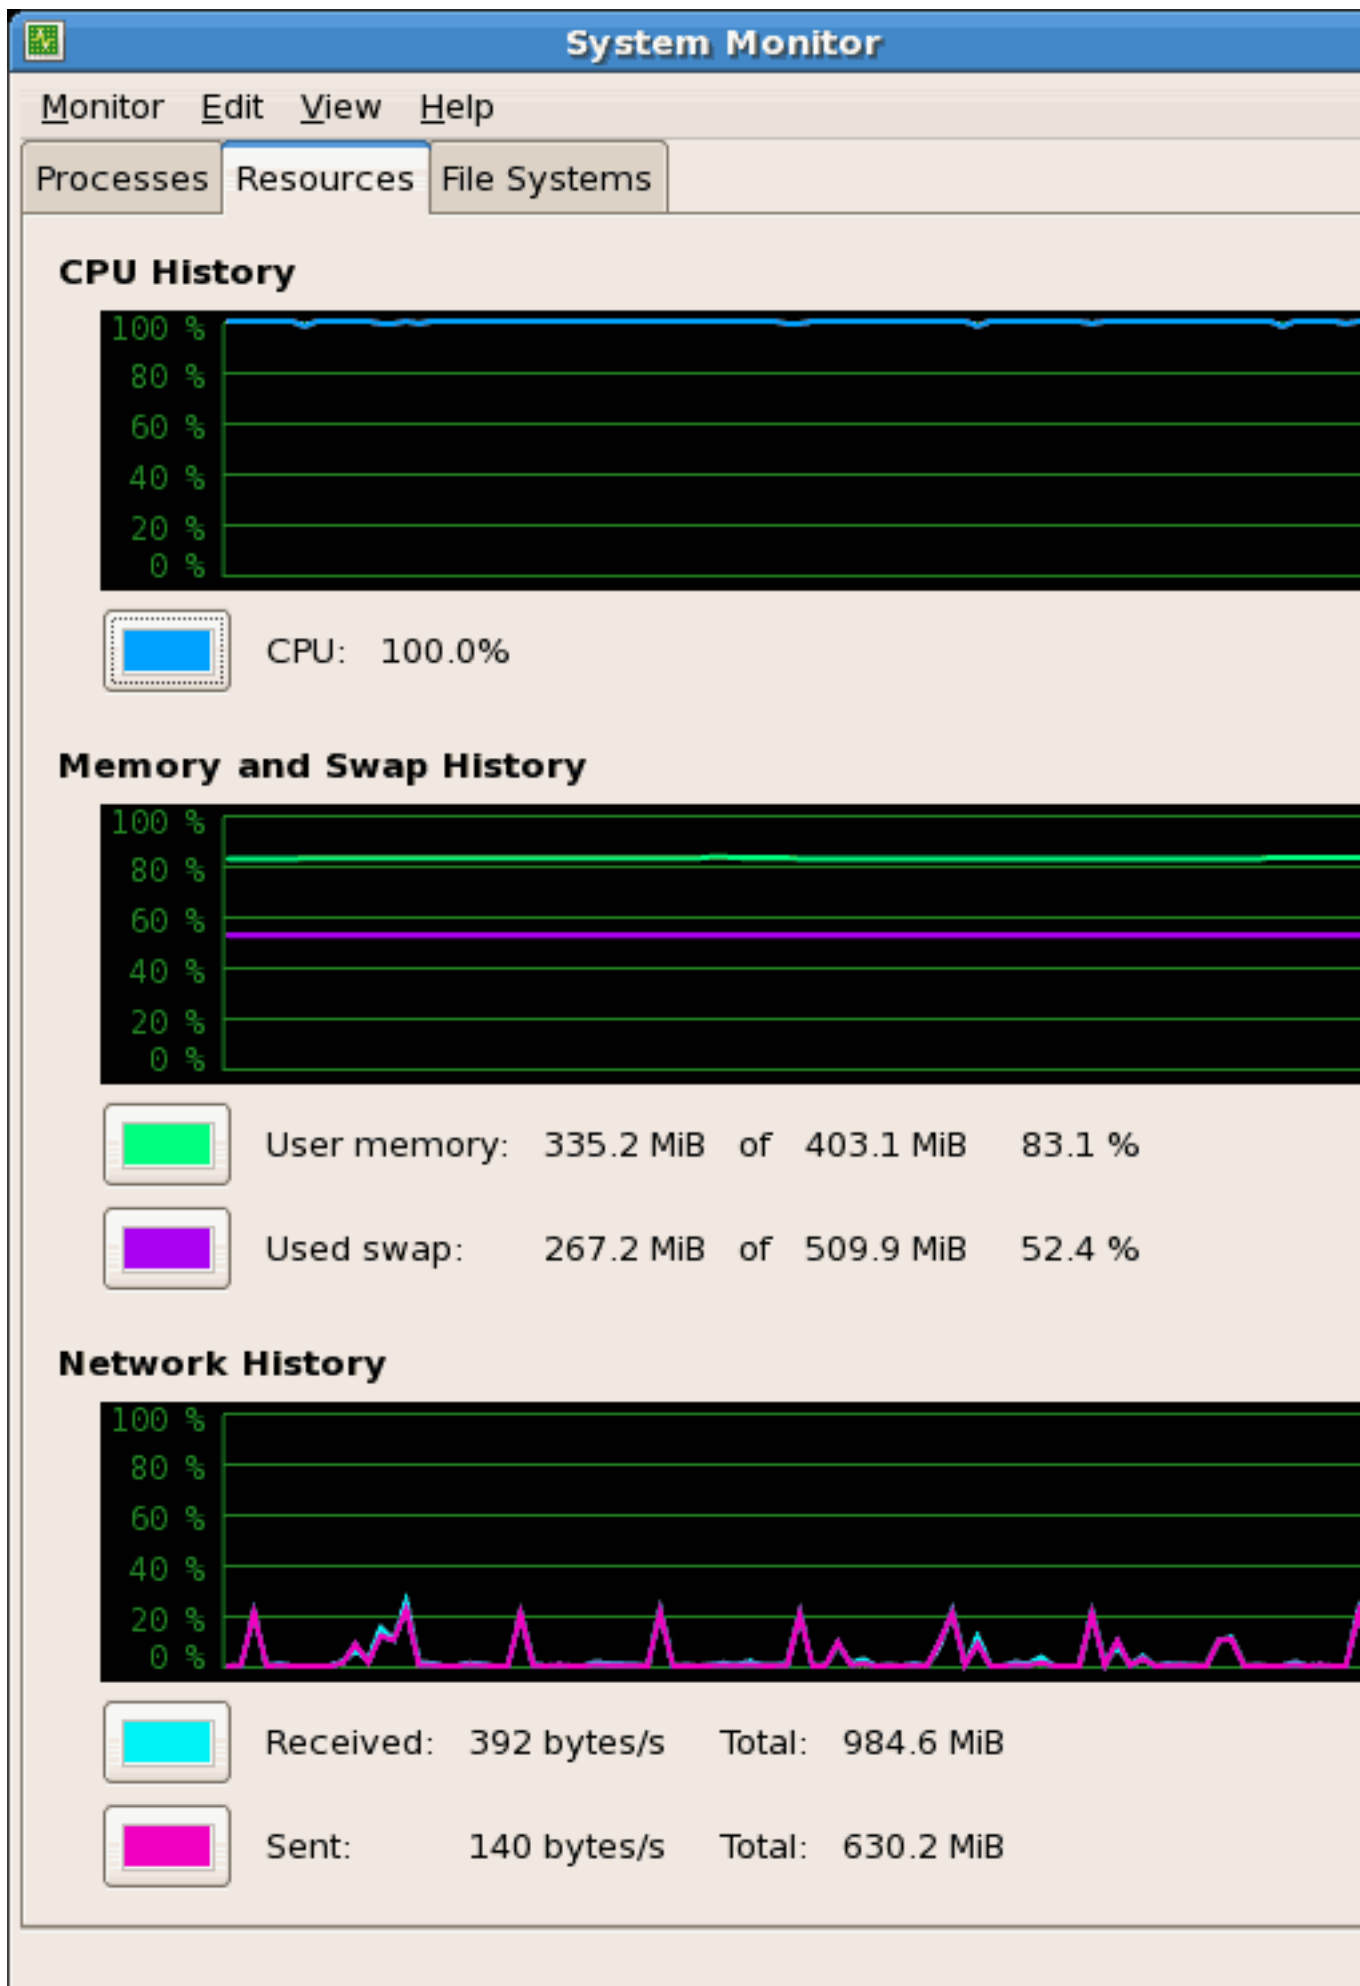 System Monitor
Monitor Edit View Help
Processes Resources File Systems
CPU History
100 %
80 %
60 %
40 %
20 %
0 %
CPU: 100.0%
Memory and Swap History
100 %
80 %
60 %
40 %
20 %
0 %
User memory: 335.2 MiB of 403.1 MiB 83.1 %
Used swap: 267.2 MiB of 509.9 MiB 52.4 %
Network History
100 %
80 %
60 %
40 %
20 %
0 %
Received: 392 bytes/s Total: 984.6 MiB
Sent: 140 bytes/s Total: 630.2 MiB